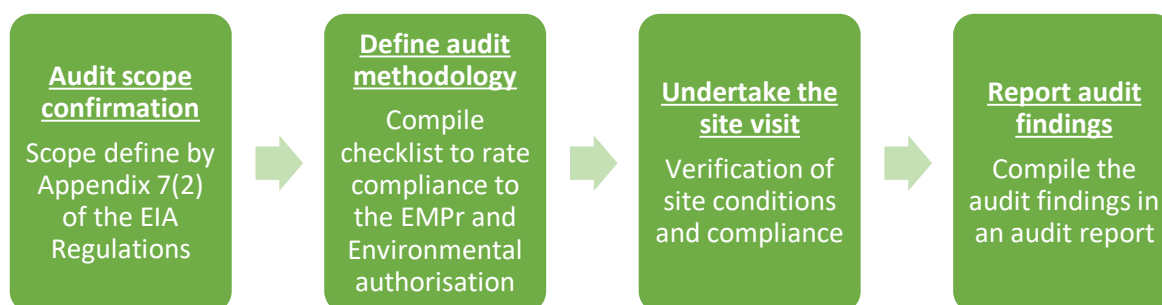 Audit scope
confirmation
Scope define by
Appendix 7(2)
of the EIA
Regulations
Define audit
methodology
Compile
checklist to rate
compliance to
the EMPr and
Environmental
authorisation
Undertake the
site visit
Verification of
site conditions
and compliance
Report audit
findings
Compile the
audit findings in
an audit report